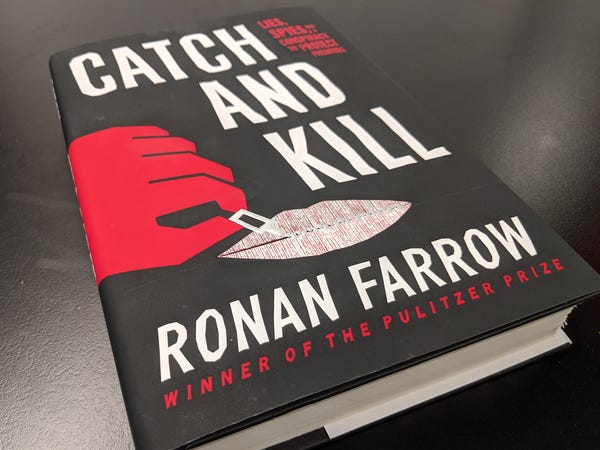 CATCH
AND
KILL
LIES,
SPIES, AND A
CONSPIRACY
TO PROTECT
PREDATORS
RONAN FARROW
WINNER OF THE PULITZER PRIZE